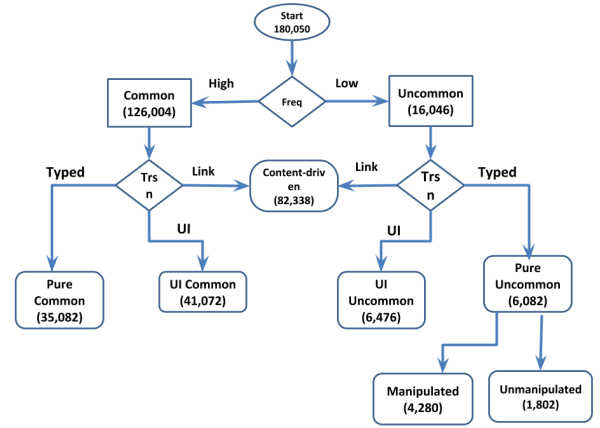 Start
180,050
High
Low
Freq
Common
(126,004)
Uncommon
(16,046)
Typed
Trs
n
Link
Content-driv
en
(82,338)
Link
Trs
n
Typed
UI
UI
Pure
Common
(35,082)
UI Common
(41,072)
UI
Uncommon
(6,476)
Pure
Uncommon
(6,082)
Manipulated
(4,280)
Unmanipulated
(1,802)